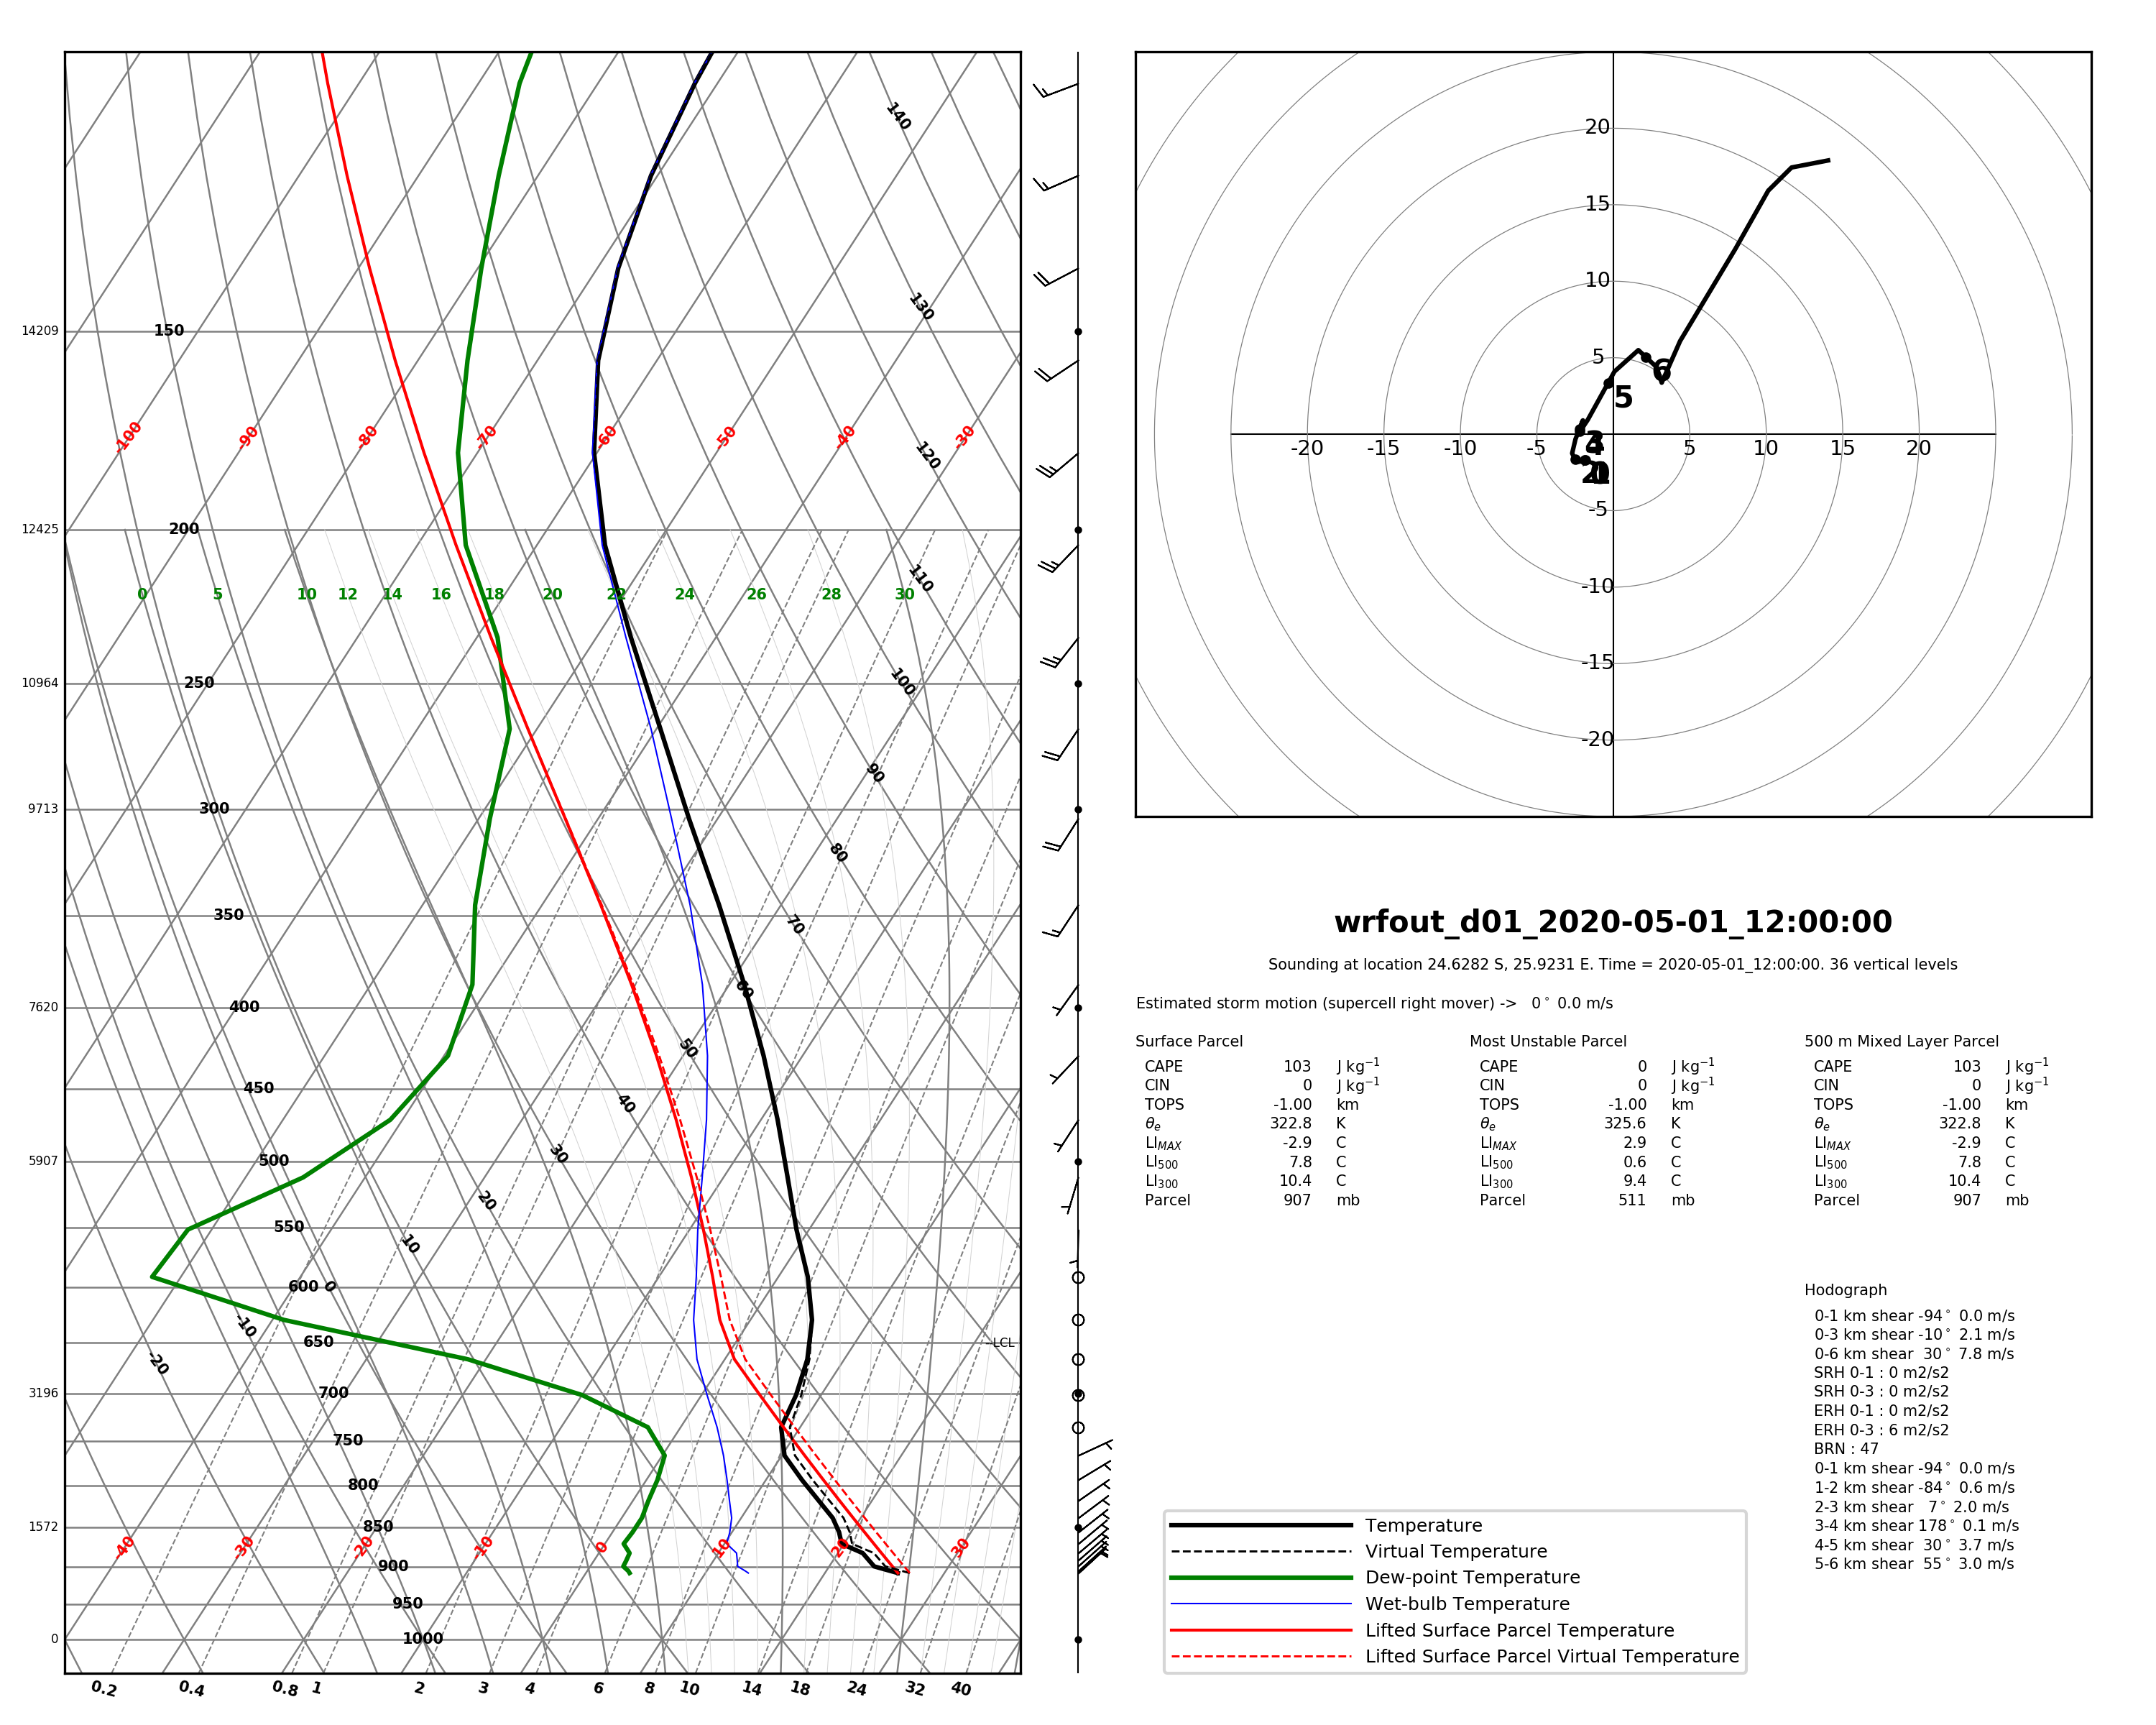 140
130
120
110
100
90
80
70
60
50
40
30
20
10
0
-10
-20
14209 150
-100 -90 -80 -70 -60 -50 -40 -30
12425 200
0 5 10 12 14 16 18 20 22 24 26 28 30
10964 250
9713 300
350
7620 400
450
5907 500
550
600
650 --LCL
3196 700
750
800
1572 850
-40 -30 -20 -10 0 10 20 30
900
950
0 1000
0.2 0.4 0.8 1 2 3 4 6 8 10 14 18 24 32 40
20
15
10
5
-20 -15 -10 -5 5 10 15 20
-5
-10
-15
-20
6
5
wrfout_d01_2020-05-01_12:00:00
Sounding at location 24.6282 S, 25.9231 E. Time = 2020-05-01_12:00:00. 36 vertical levels
Estimated storm motion (supercell right mover) -> 0° 0.0 m/s
Surface Parcel
CAPE 103 J kg⁻¹
CIN 0 J kg⁻¹
TOPS -1.00 km
θₑ 322.8 K
LI_MAX -2.9 C
LI₅₀₀ 7.8 C
LI₃₀₀ 10.4 C
Parcel 907 mb
Most Unstable Parcel
CAPE 0 J kg⁻¹
CIN 0 J kg⁻¹
TOPS -1.00 km
θₑ 325.6 K
LI_MAX 2.9 C
LI₅₀₀ 0.6 C
LI₃₀₀ 9.4 C
Parcel 511 mb
500 m Mixed Layer Parcel
CAPE 103 J kg⁻¹
CIN 0 J kg⁻¹
TOPS -1.00 km
θₑ 322.8 K
LI_MAX -2.9 C
LI₅₀₀ 7.8 C
LI₃₀₀ 10.4 C
Parcel 907 mb
Hodograph
0-1 km shear -94° 0.0 m/s
0-3 km shear -10° 2.1 m/s
0-6 km shear 30° 7.8 m/s
SRH 0-1 : 0 m2/s2
SRH 0-3 : 0 m2/s2
ERH 0-1 : 0 m2/s2
ERH 0-3 : 6 m2/s2
BRN : 47
0-1 km shear -94° 0.0 m/s
1-2 km shear -84° 0.6 m/s
2-3 km shear 7° 2.0 m/s
3-4 km shear 178° 0.1 m/s
4-5 km shear 30° 3.7 m/s
5-6 km shear 55° 3.0 m/s
Temperature
Virtual Temperature
Dew-point Temperature
Wet-bulb Temperature
Lifted Surface Parcel Temperature
Lifted Surface Parcel Virtual Temperature